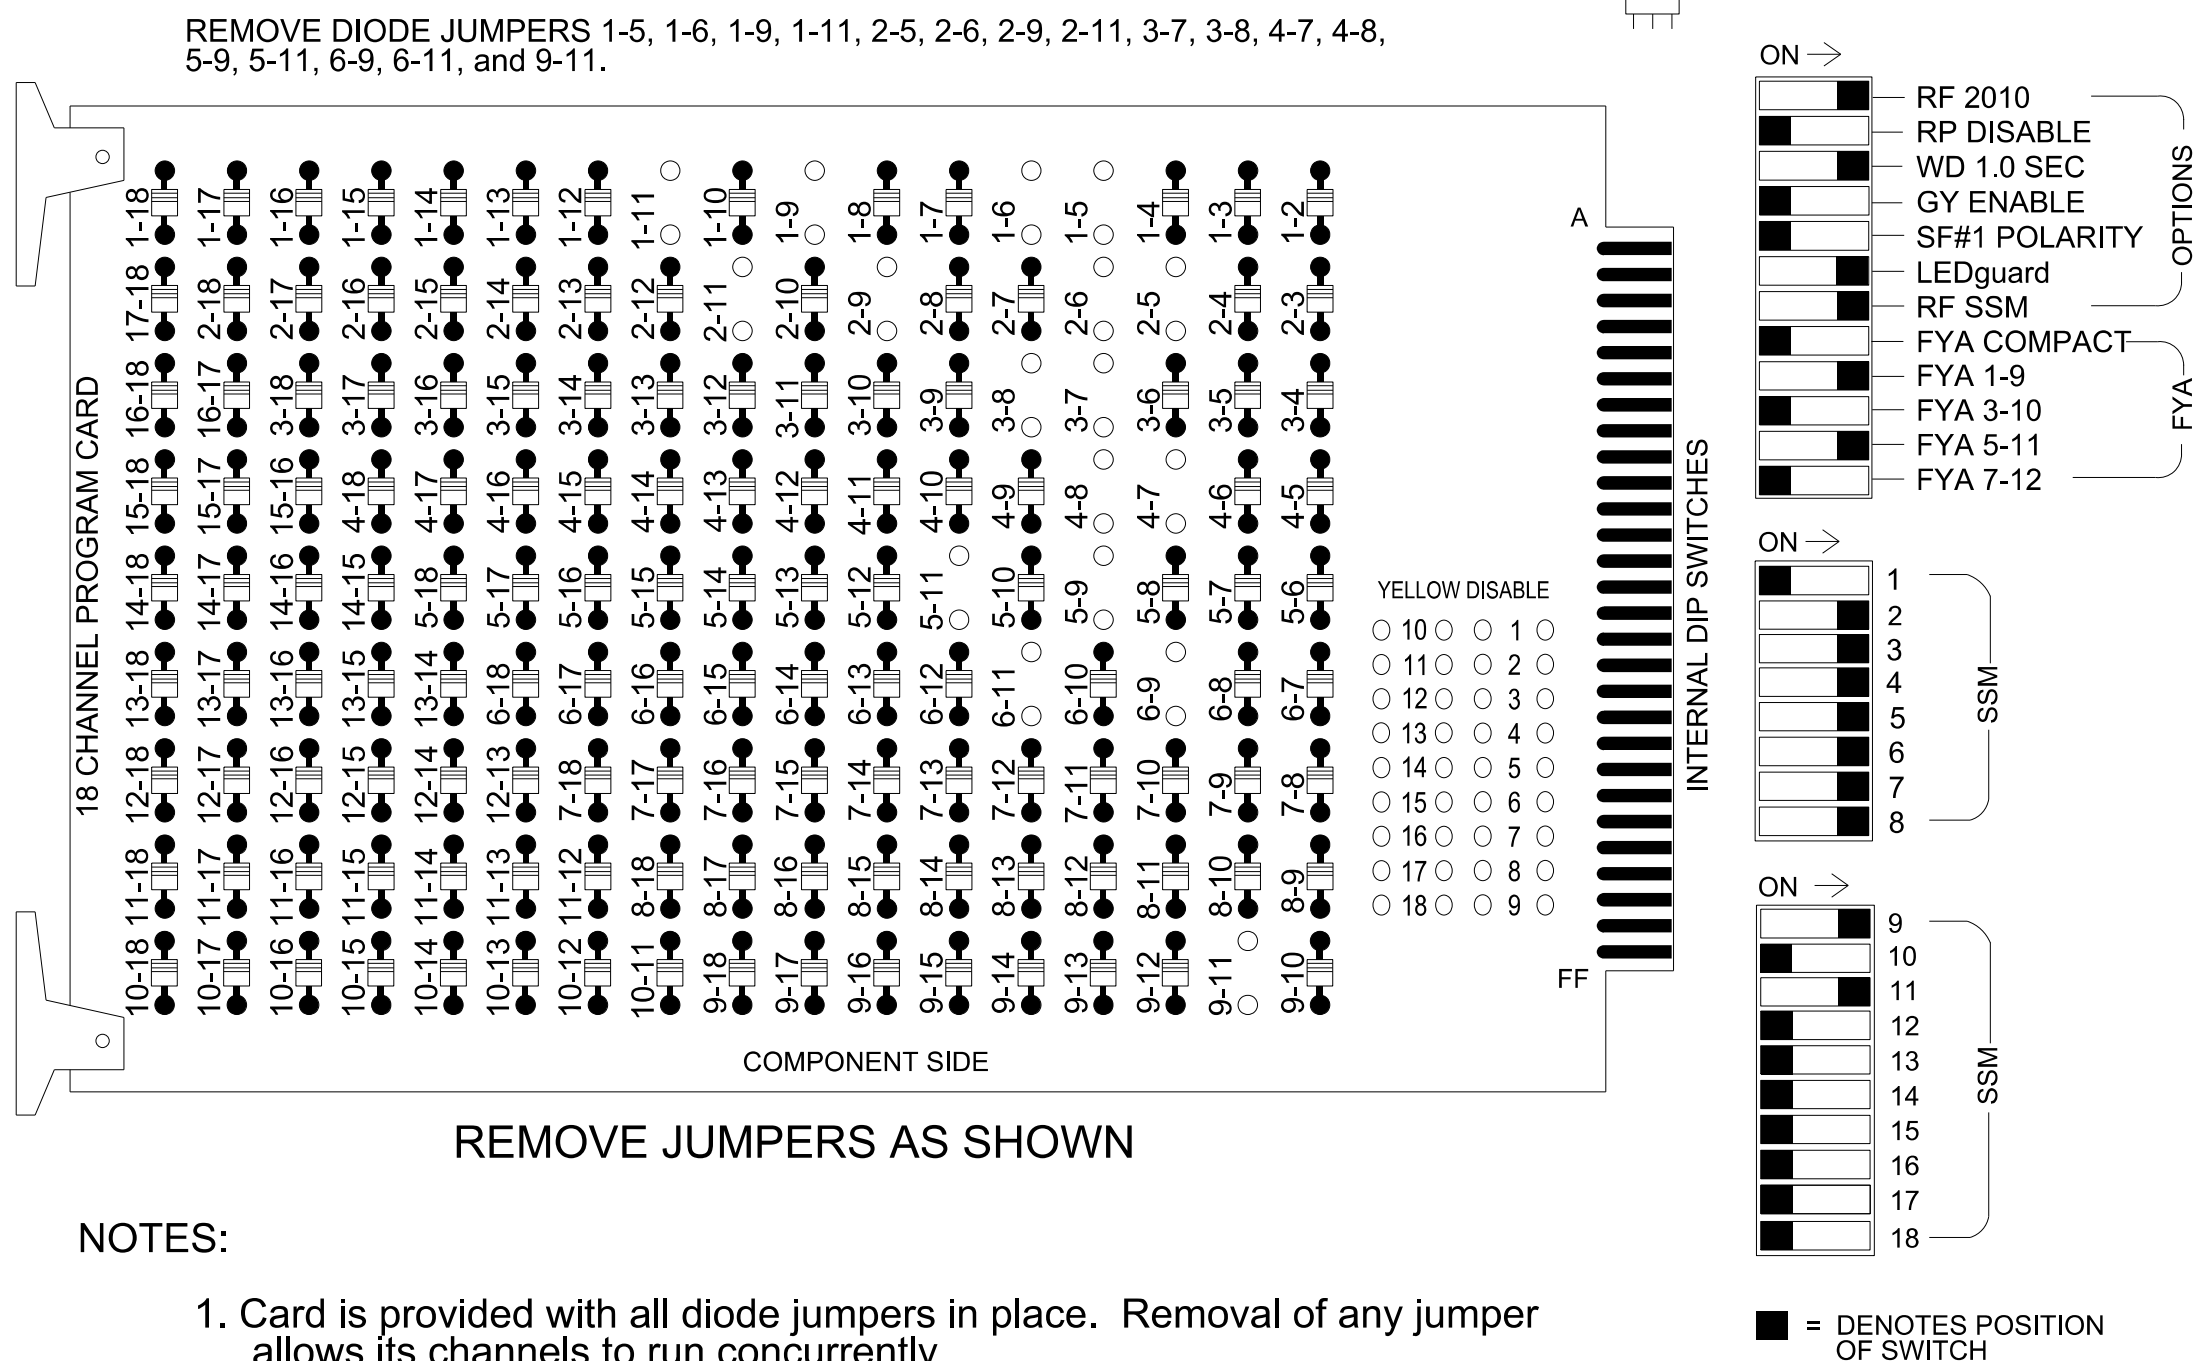 REMOVE DIODE JUMPERS 1-5, 1-6, 1-9, 1-11, 2-5, 2-6, 2-9, 2-11, 3-7, 3-8, 4-7, 4-8,
5-9, 5-11, 6-9, 6-11, and 9-11.
18 CHANNEL PROGRAM CARD
1-18 1-17 1-16 1-15 1-14 1-13 1-12 1-11 1-10 1-9 1-8 1-7 1-6 1-5 1-4 1-3 1-2
17-18 2-18 2-17 2-16 2-15 2-14 2-13 2-12 2-11 2-10 2-9 2-8 2-7 2-6 2-5 2-4 2-3
16-18 16-17 3-18 3-17 3-16 3-15 3-14 3-13 3-12 3-11 3-10 3-9 3-8 3-7 3-6 3-5 3-4
15-18 15-17 15-16 4-18 4-17 4-16 4-15 4-14 4-13 4-12 4-11 4-10 4-9 4-8 4-7 4-6 4-5
14-18 14-17 14-16 14-15 5-18 5-17 5-16 5-15 5-14 5-13 5-12 5-11 5-10 5-9 5-8 5-7 5-6
13-18 13-17 13-16 13-15 13-14 6-18 6-17 6-16 6-15 6-14 6-13 6-12 6-11 6-10 6-9 6-8 6-7
12-18 12-17 12-16 12-15 12-14 12-13 7-18 7-17 7-16 7-15 7-14 7-13 7-12 7-11 7-10 7-9 7-8
11-18 11-17 11-16 11-15 11-14 11-13 11-12 8-18 8-17 8-16 8-15 8-14 8-13 8-12 8-11 8-10 8-9
10-18 10-17 10-16 10-15 10-14 10-13 10-12 10-11 9-18 9-17 9-16 9-15 9-14 9-13 9-12 9-11 9-10
A
YELLOW DISABLE
10 1
11 2
12 3
13 4
14 5
15 6
16 7
17 8
18 9
FF
COMPONENT SIDE
INTERNAL DIP SWITCHES
ON
RF 2010
RP DISABLE
WD 1.0 SEC
GY ENABLE
SF#1 POLARITY
LEDguard
RF SSM
OPTIONS
FYA COMPACT
FYA 1-9
FYA 3-10
FYA 5-11
FYA 7-12
FYA
ON
1
2
3
4
5
6
7
8
SSM
ON
9
10
11
12
13
14
15
16
17
18
SSM
= DENOTES POSITION
OF SWITCH
REMOVE JUMPERS AS SHOWN
NOTES:
1. Card is provided with all diode jumpers in place. Removal of any jumper
allows its channels to run concurrently